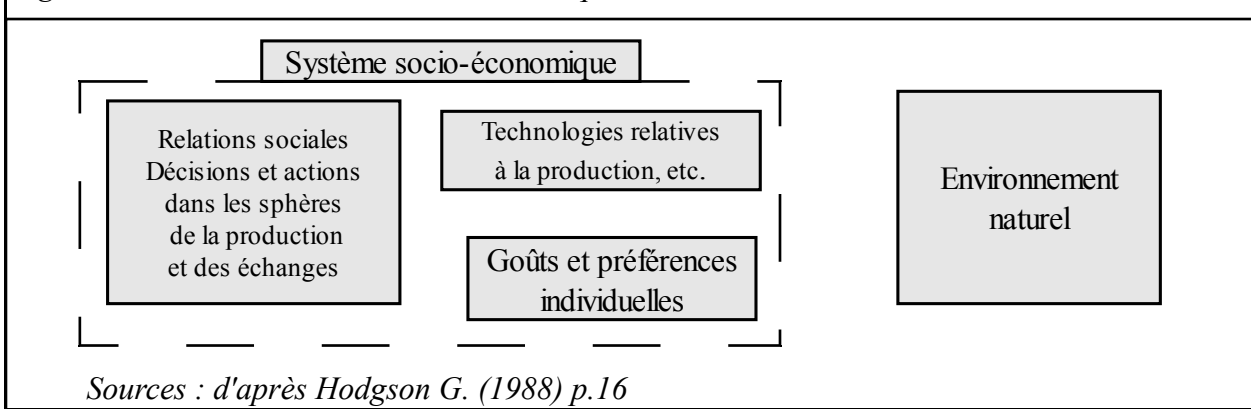 Système socio-économique
Relations sociales
Décisions et actions
dans les sphères
de la production
et des échanges
Technologies relatives
à la production, etc.
Goûts et préférences
individuelles
Environnement
naturel
Sources : d'après Hodgson G. (1988) p.16